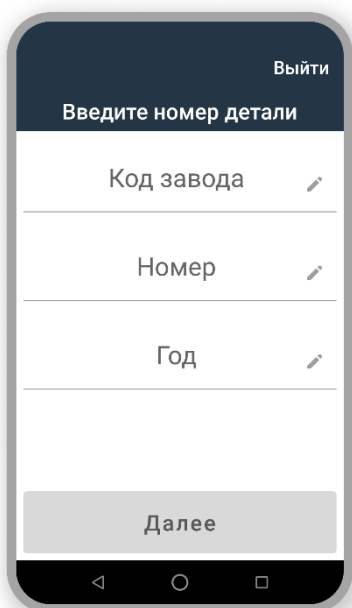 Выйти
Введите номер детали
Код завода
Номер
Год
Далее